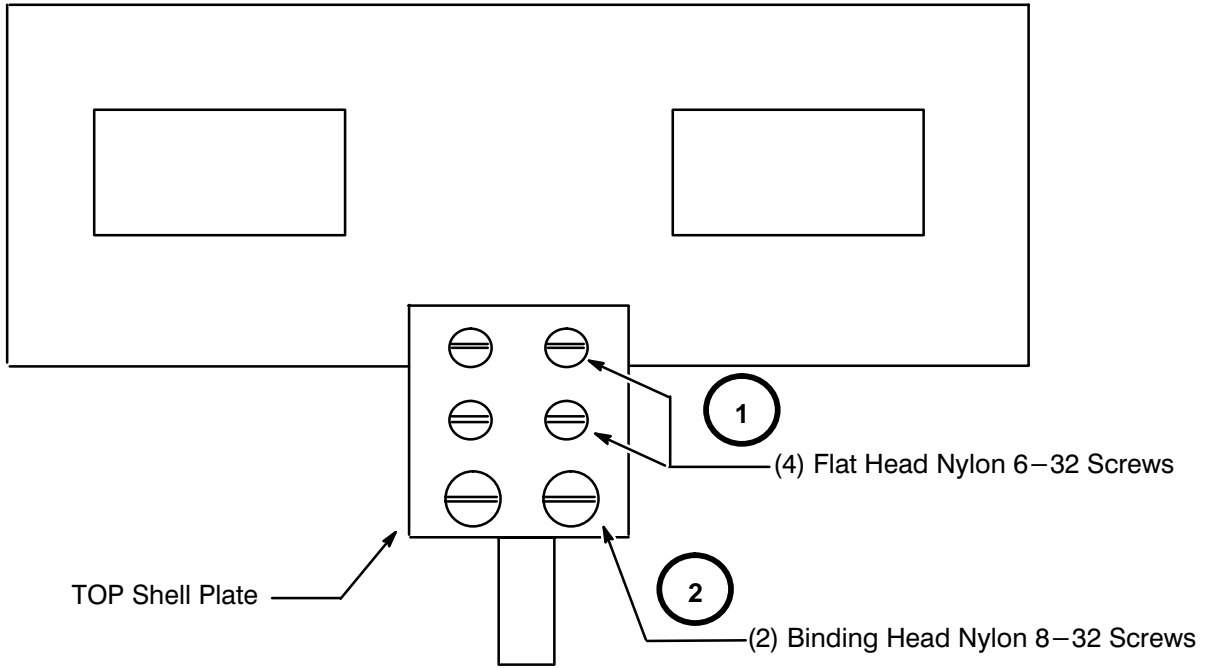 1
(4) Flat Head Nylon 6−32 Screws
TOP Shell Plate
2
(2) Binding Head Nylon 8−32 Screws